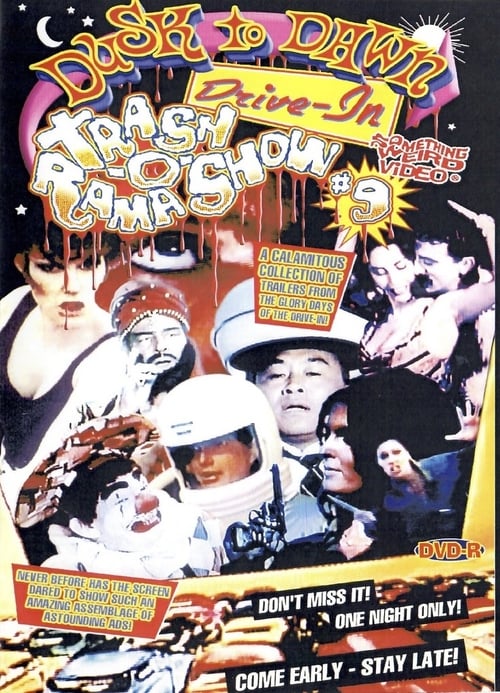 DUSK to DAWN
Drive-In
TRASH
-O-
RAMA SHOW
#9
SOMETHING
WEIRD
VIDEO®
A CALAMITOUS
COLLECTION OF
TRAILERS FROM
THE GLORY DAYS
OF THE DRIVE-IN!
DVD-R
NEVER BEFORE HAS THE SCREEN
DARED TO SHOW SUCH AN
AMAZING ASSEMBLAGE OF
ASTOUNDING ADS!
DON'T MISS IT!
ONE NIGHT ONLY!
COME EARLY - STAY LATE!